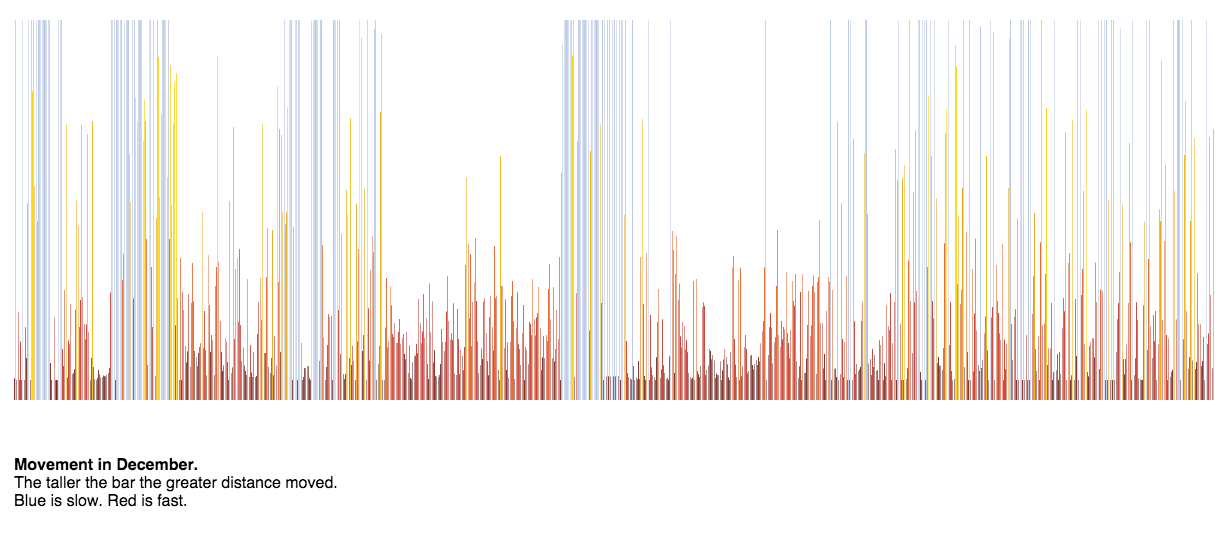 Movement in December.
The taller the bar the greater distance moved.
Blue is slow. Red is fast.